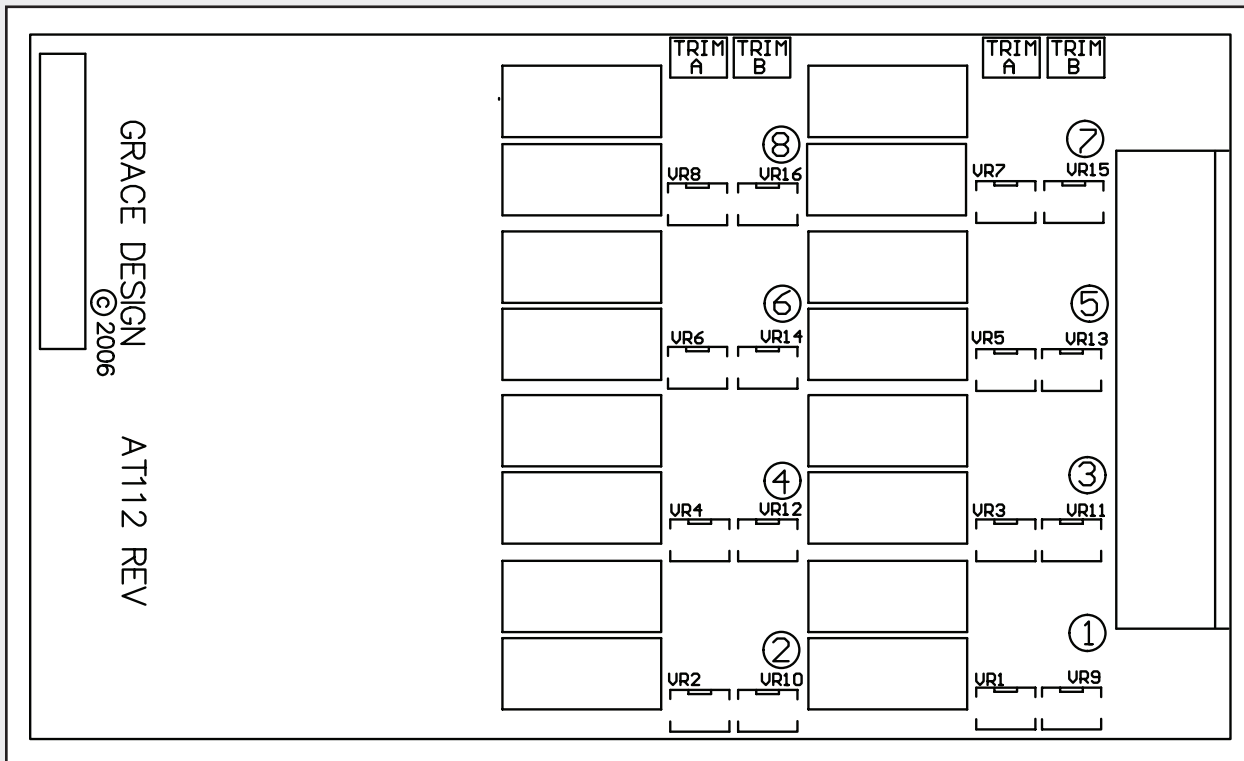 TRIM A
TRIM B
TRIM A
TRIM B
⑧
⑦
VR8
VR16
VR7
VR15
⑥
⑤
VR6
VR14
VR5
VR13
④
③
VR4
VR12
VR3
VR11
②
①
VR2
VR10
VR1
VR9
GRACE DESIGN
© 2006
AT112 REV